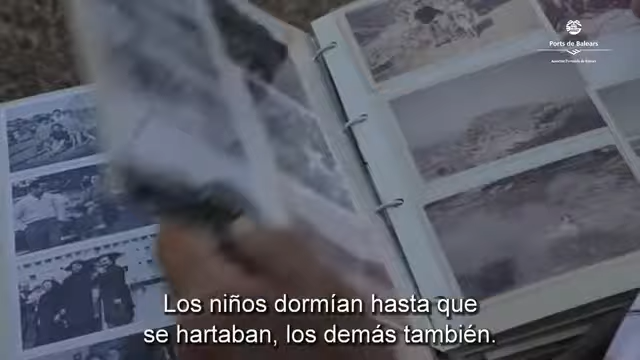 Ports de Balears
Los niños dormían hasta que
se hartaban, los demás también.